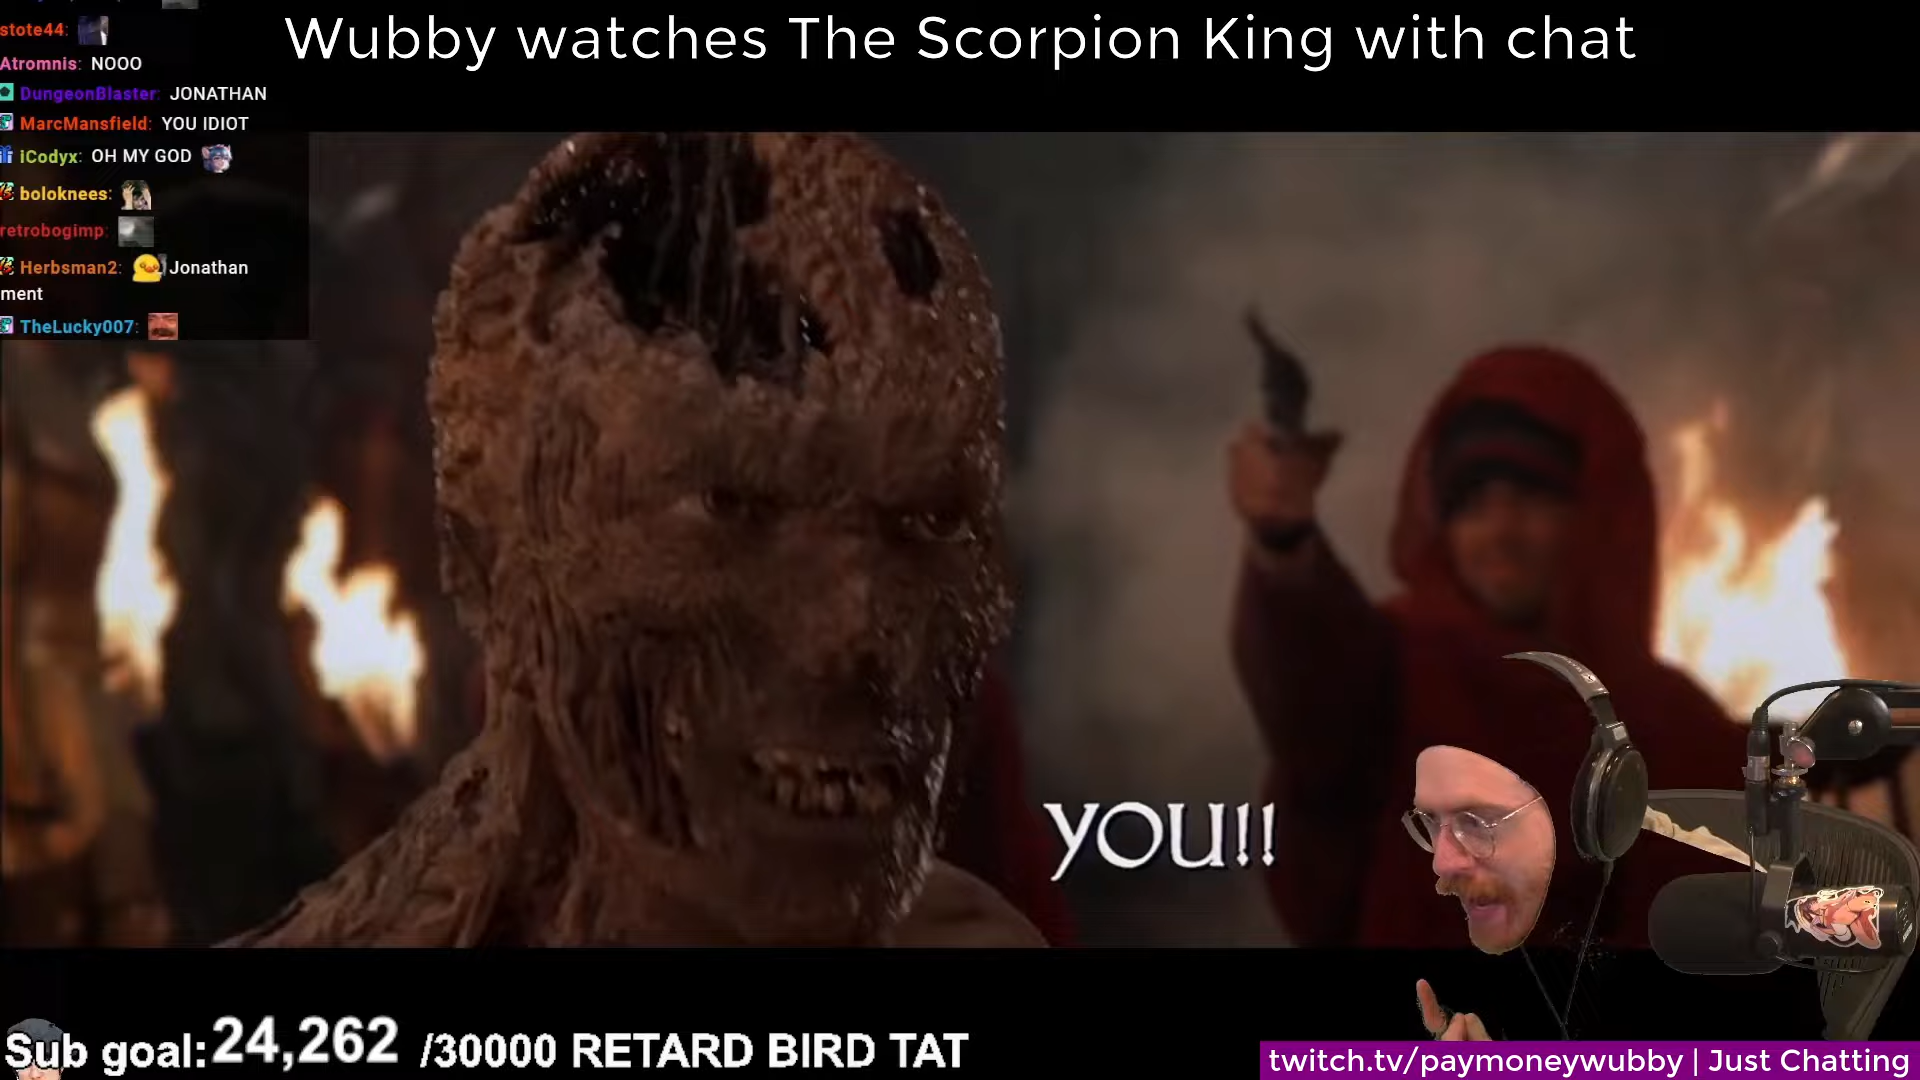 Wubby watches The Scorpion King with chat
stote44:
Atromnis: NOOO
DungeonBlaster: JONATHAN
MarcMansfield: YOU IDIOT
iCodyx: OH MY GOD
boloknees:
retrobogimp:
Herbsman2: Jonathan
ment
TheLucky007:
YOU!!
Sub goal:24,262 /30000 RETARD BIRD TAT
twitch.tv/paymoneywubby | Just Chatting